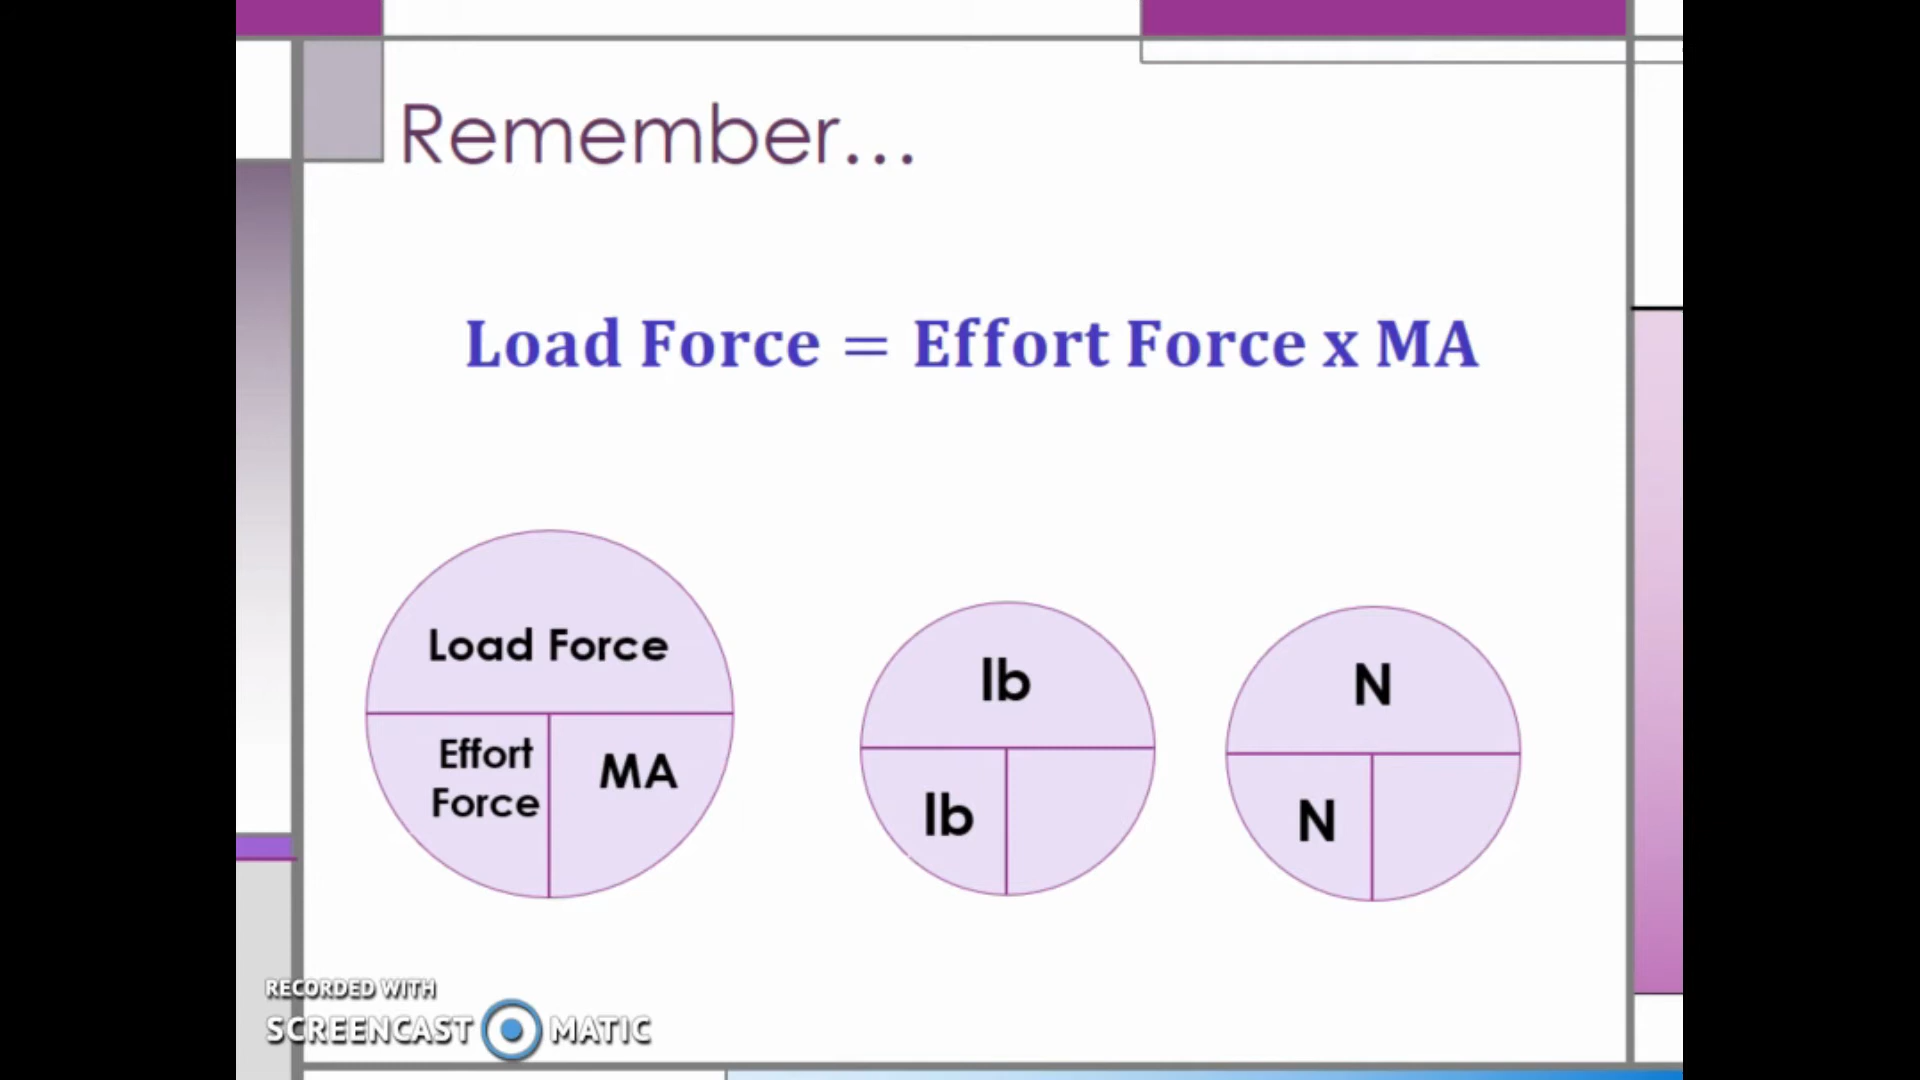 Remember...
Load Force = Effort Force x MA
Load Force
Effort
Force
MA
lb
lb
N
N
RECORDED WITH
SCREENCAST MATIC